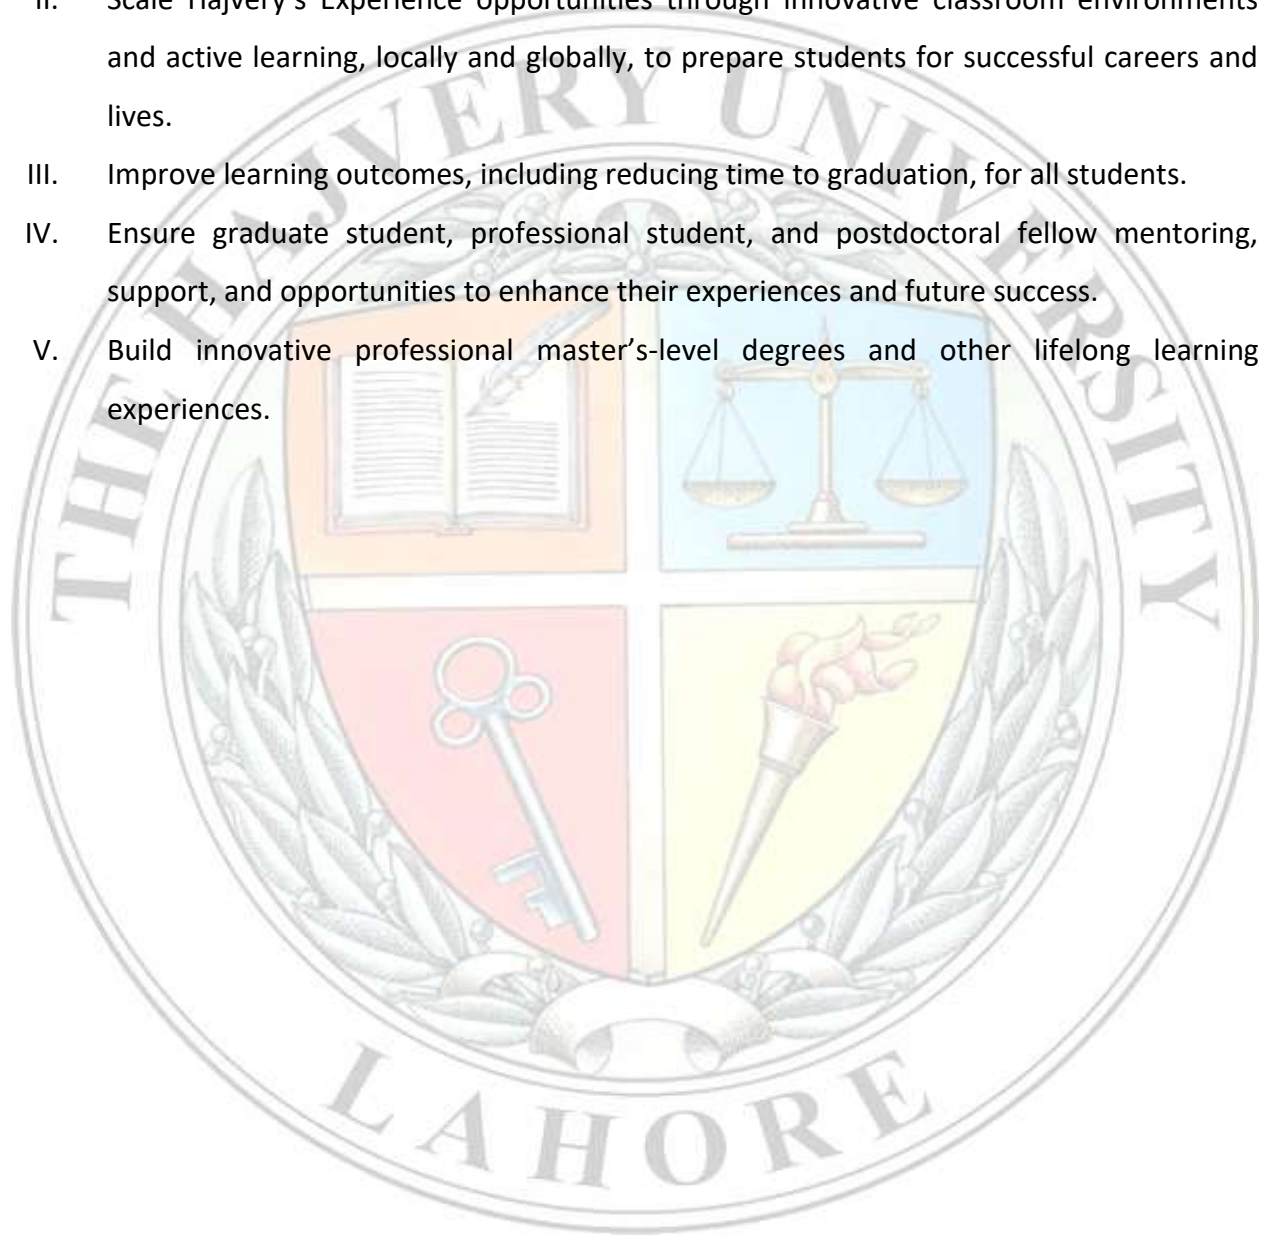 II. Scale Hajvery's Experience opportunities through innovative classroom environments
and active learning, locally and globally, to prepare students for successful careers and
lives.
III. Improve learning outcomes, including reducing time to graduation, for all students.
IV. Ensure graduate student, professional student, and postdoctoral fellow mentoring,
support, and opportunities to enhance their experiences and future success.
V. Build innovative professional master's-level degrees and other lifelong learning
experiences.
THE HAJVERY UNIVERSITY
LAHORE